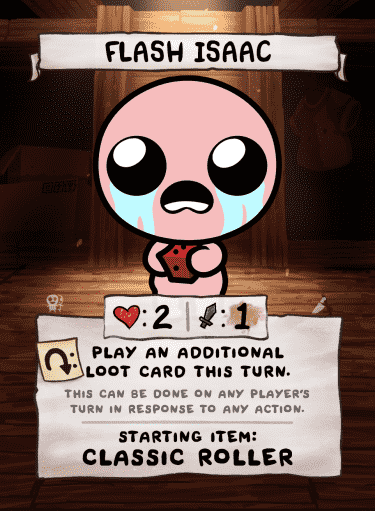 FLASH ISAAC
:2 :1
PLAY AN ADDITIONAL
LOOT CARD THIS TURN.
THIS CAN BE DONE ON ANY PLAYER'S
TURN IN RESPONSE TO ANY ACTION.
STARTING ITEM:
CLASSIC ROLLER